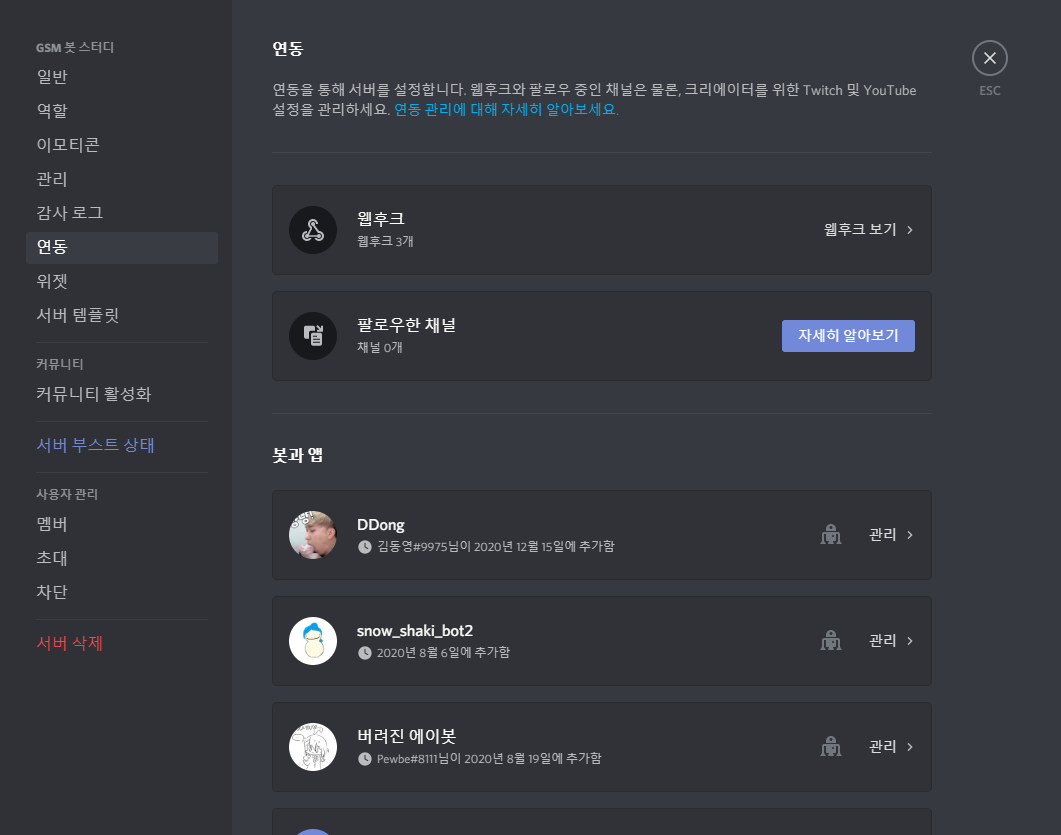 GSM 봇 스터디
일반
역할
이모티콘
관리
감사 로그
연동
위젯
서버 템플릿
커뮤니티
커뮤니티 활성화
서버 부스트 상태
사용자 관리
멤버
초대
차단
서버 삭제
연동
연동을 통해 서버를 설정합니다. 웹후크와 팔로우 중인 채널은 물론, 크리에이터를 위한 Twitch 및 YouTube
설정을 관리하세요. 연동 관리에 대해 자세히 알아보세요.
ESC
웹후크
웹후크 3개
웹후크 보기
팔로우한 채널
채널 0개
자세히 알아보기
봇과 앱
DDong
김동영#9975님이 2020년 12월 15일에 추가함
관리
snow_shaki_bot2
2020년 8월 6일에 추가함
관리
버려진 에이봇
Pewbe#8111님이 2020년 8월 19일에 추가함
관리